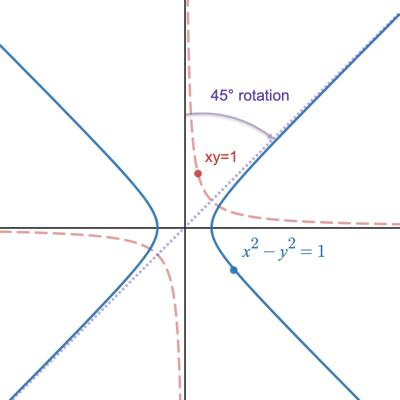 45° rotation
xy=1
x² − y² = 1